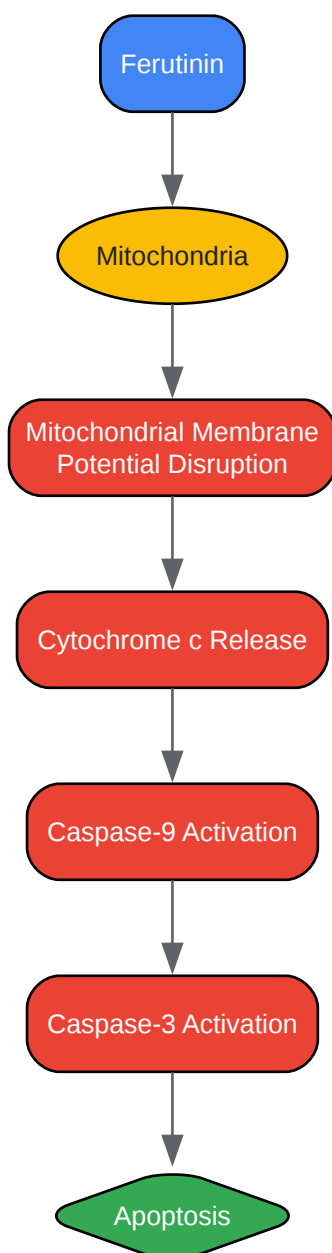 Ferutinin
Mitochondria
Mitochondrial Membrane
Potential Disruption
Cytochrome c Release
Caspase-9 Activation
Caspase-3 Activation
Apoptosis